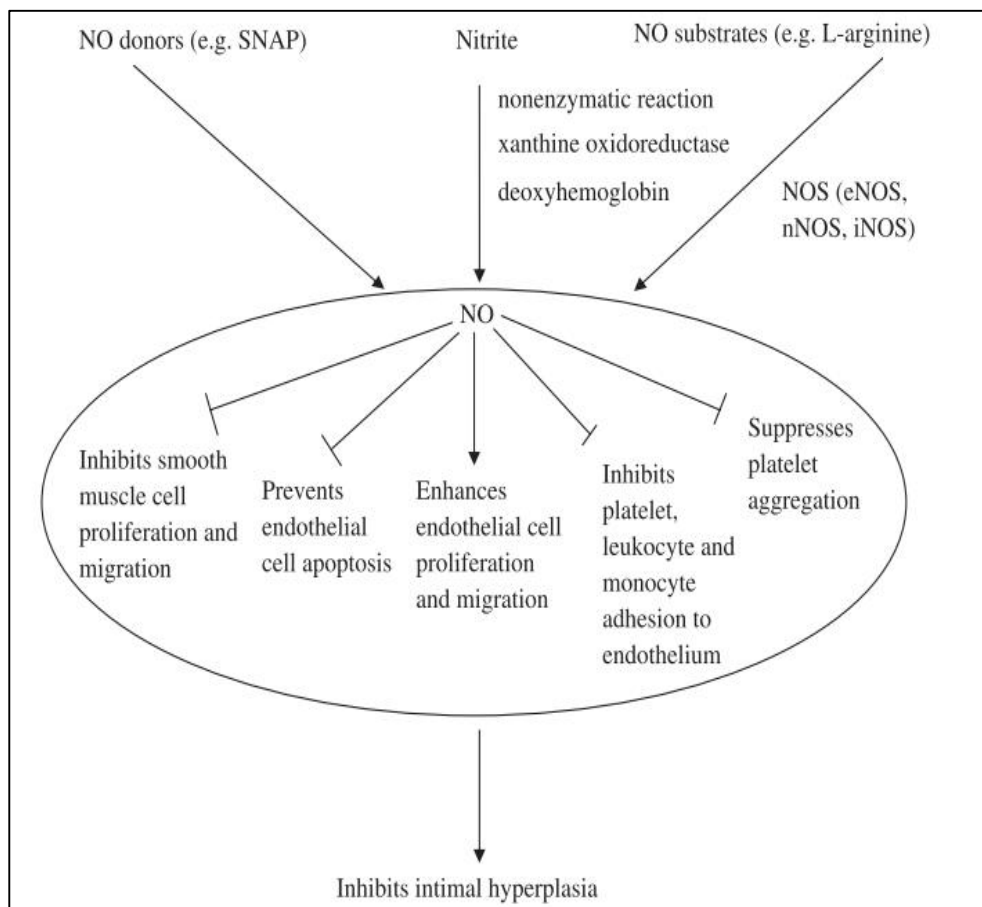 NO donors (e.g. SNAP)
Nitrite
NO substrates (e.g. L-arginine)
nonenzymatic reaction
xanthine oxidoreductase
deoxyhemoglobin
NOS (eNOS,
nNOS, iNOS)
NO
Inhibits smooth
muscle cell
proliferation and
migration
Prevents
endothelial
cell apoptosis
Enhances
endothelial cell
proliferation
and migration
Inhibits
platelet,
leukocyte and
monocyte
adhesion to
endothelium
Suppresses
platelet
aggregation
Inhibits intimal hyperplasia